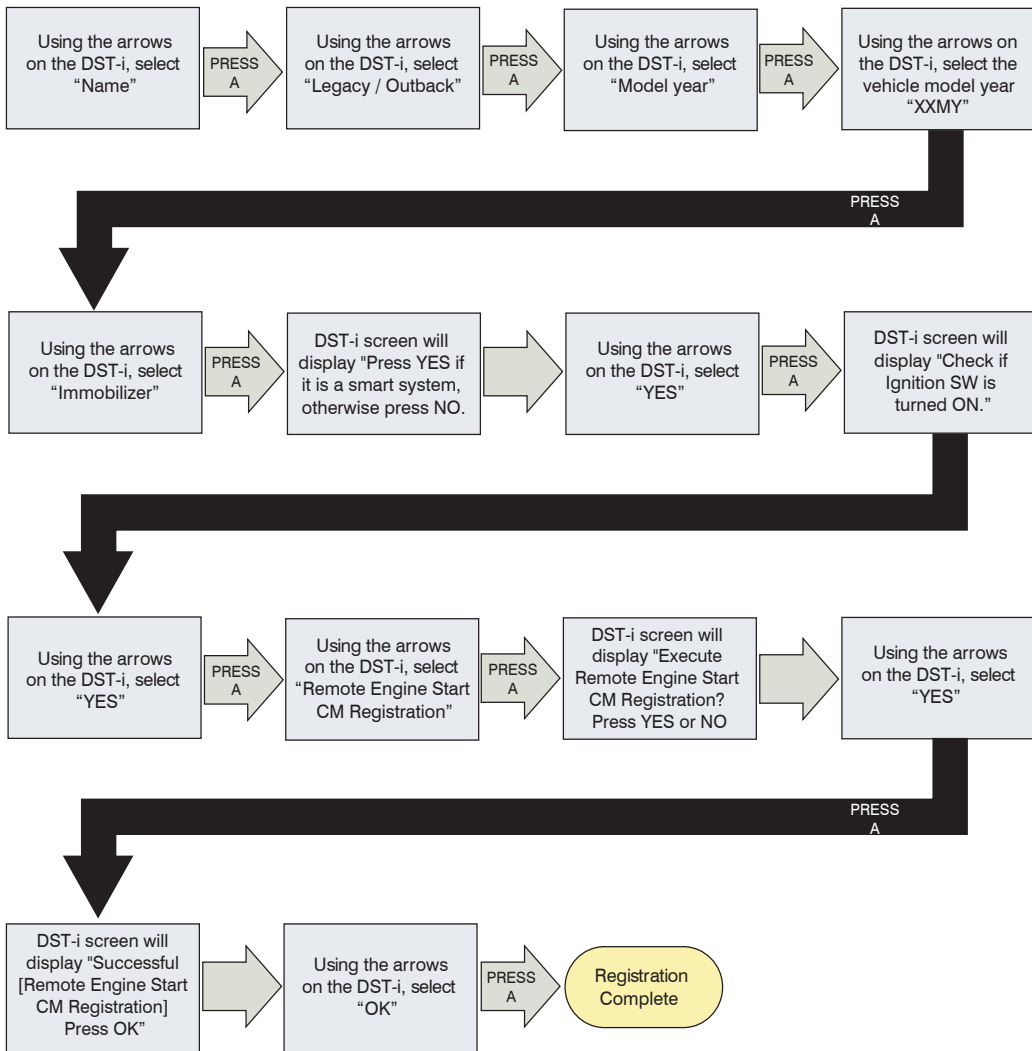 Using the arrows
on the DST-i, select
“Name”
PRESS
A
Using the arrows
on the DST-i, select
“Legacy / Outback”
PRESS
A
Using the arrows
on the DST-i, select
“Model year”
PRESS
A
Using the arrows on
the DST-i, select the
vehicle model year
“XXMY”
PRESS
A
Using the arrows
on the DST-i, select
“Immobilizer”
PRESS
A
DST-i screen will
display "Press YES if
it is a smart system,
otherwise press NO.
Using the arrows
on the DST-i, select
“YES”
PRESS
A
DST-i screen will
display "Check if
Ignition SW is
turned ON.”
Using the arrows
on the DST-i, select
“YES”
PRESS
A
Using the arrows
on the DST-i, select
“Remote Engine Start
CM Registration”
PRESS
A
DST-i screen will
display "Execute
Remote Engine Start
CM Registration?
Press YES or NO
Using the arrows
on the DST-i, select
“YES”
PRESS
A
DST-i screen will
display "Successful
[Remote Engine Start
CM Registration]
Press OK”
Using the arrows
on the DST-i, select
“OK”
PRESS
A
Registration
Complete